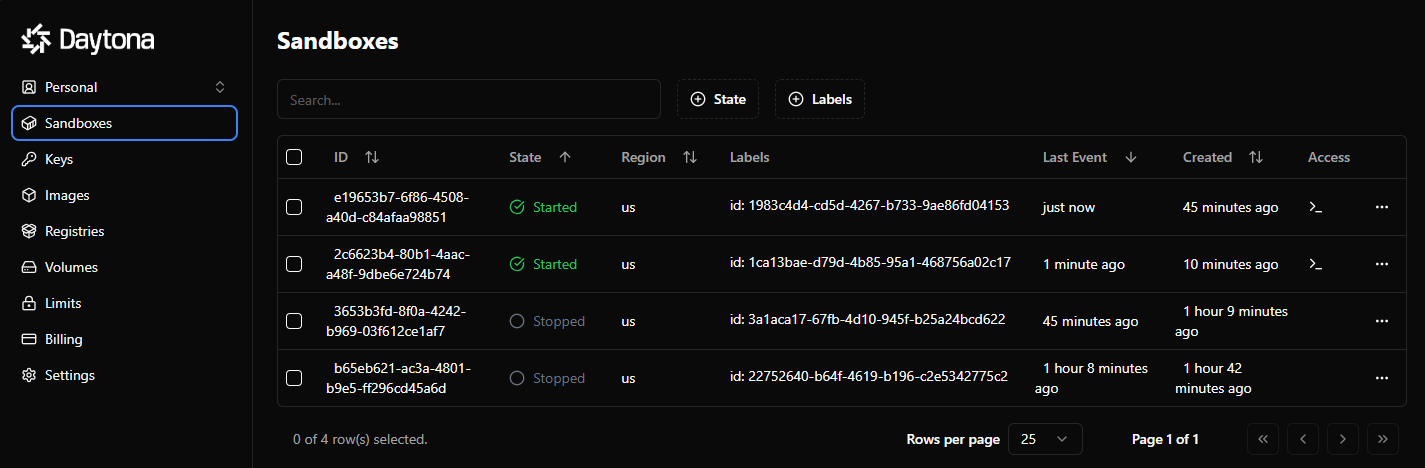 Daytona
Personal
Sandboxes
Keys
Images
Registries
Volumes
Limits
Billing
Settings
Sandboxes
Search...
State
Labels
ID State Region Labels Last Event Created Access
e19653b7-6f86-4508-
a40d-c84afaa98851
Started us id: 1983c4d4-cd5d-4267-b733-9ae86fd04153 just now 45 minutes ago
2c6623b4-80b1-4aac-
a48f-9dbe6e724b74
Started us id: 1ca13bae-d79d-4b85-95a1-468756a02c17 1 minute ago 10 minutes ago
3653b3fd-8f0a-4242-
b969-03f612ce1af7
Stopped us id: 3a1aca17-67fb-4d10-945f-b25a24bcd622 45 minutes ago
1 hour 9 minutes
ago
b65eb621-ac3a-4801-
b9e5-ff296cd45a6d
Stopped us id: 22752640-b64f-4619-b196-c2e5342775c2
1 hour 8 minutes
ago
1 hour 42
minutes ago
0 of 4 row(s) selected.
Rows per page 25
Page 1 of 1